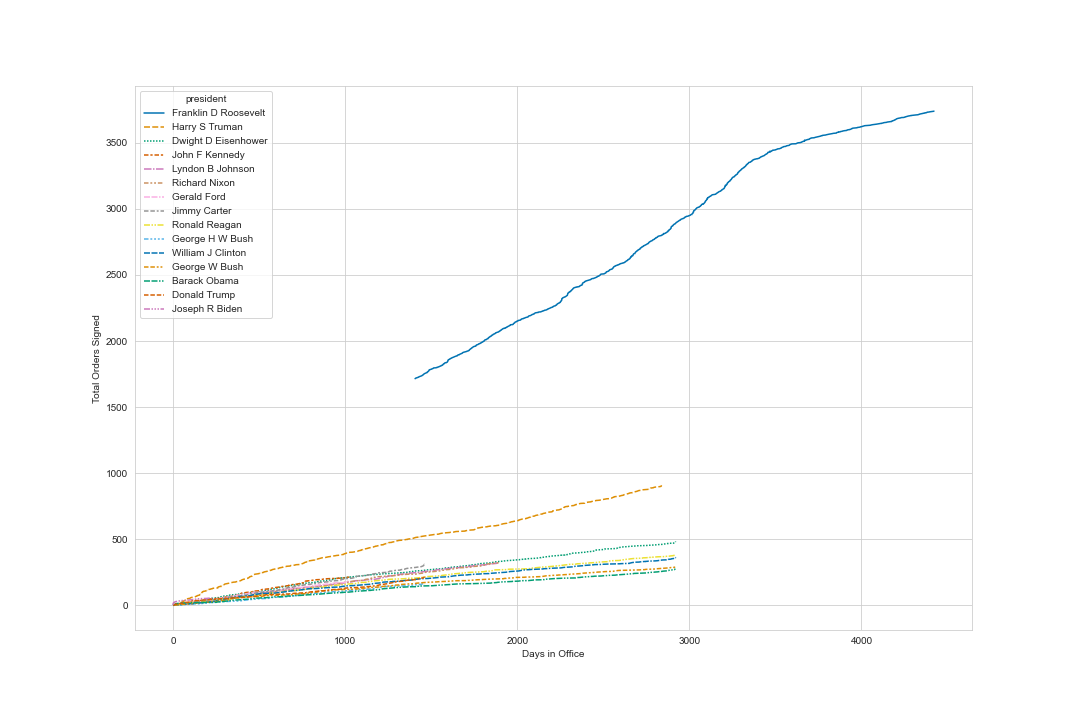 president
Franklin D Roosevelt
Harry S Truman
Dwight D Eisenhower
John F Kennedy
Lyndon B Johnson
Richard Nixon
Gerald Ford
Jimmy Carter
Ronald Reagan
George H W Bush
William J Clinton
George W Bush
Barack Obama
Donald Trump
Joseph R Biden
3500
3000
2500
2000
1500
1000
500
0
Total Orders Signed
0 1000 2000 3000 4000
Days in Office